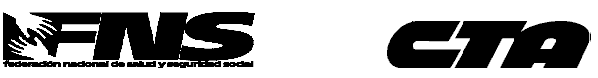 FNS
federación nacional de salud y seguridad social
CTA